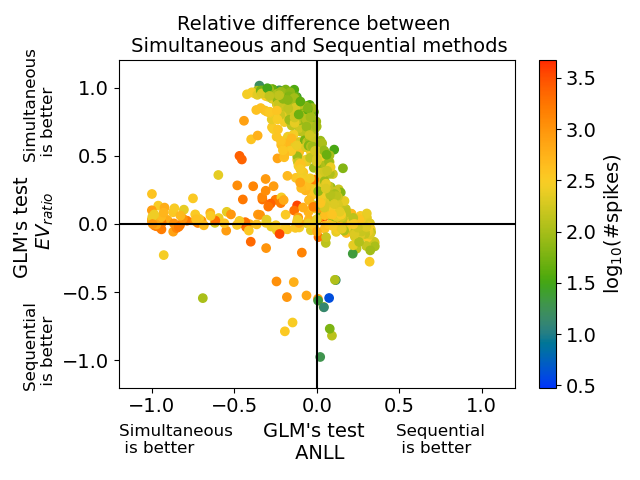 Relative difference between
Simultaneous and Sequential methods
Simultaneous
is better
GLM's test
EV_ratio
Sequential
is better
1.0
0.5
0.0
−0.5
−1.0
−1.0 −0.5 0.0 0.5 1.0
Simultaneous
is better
GLM's test
ANLL
Sequential
is better
3.5
3.0
2.5
2.0
1.5
1.0
0.5
log₁₀(#spikes)